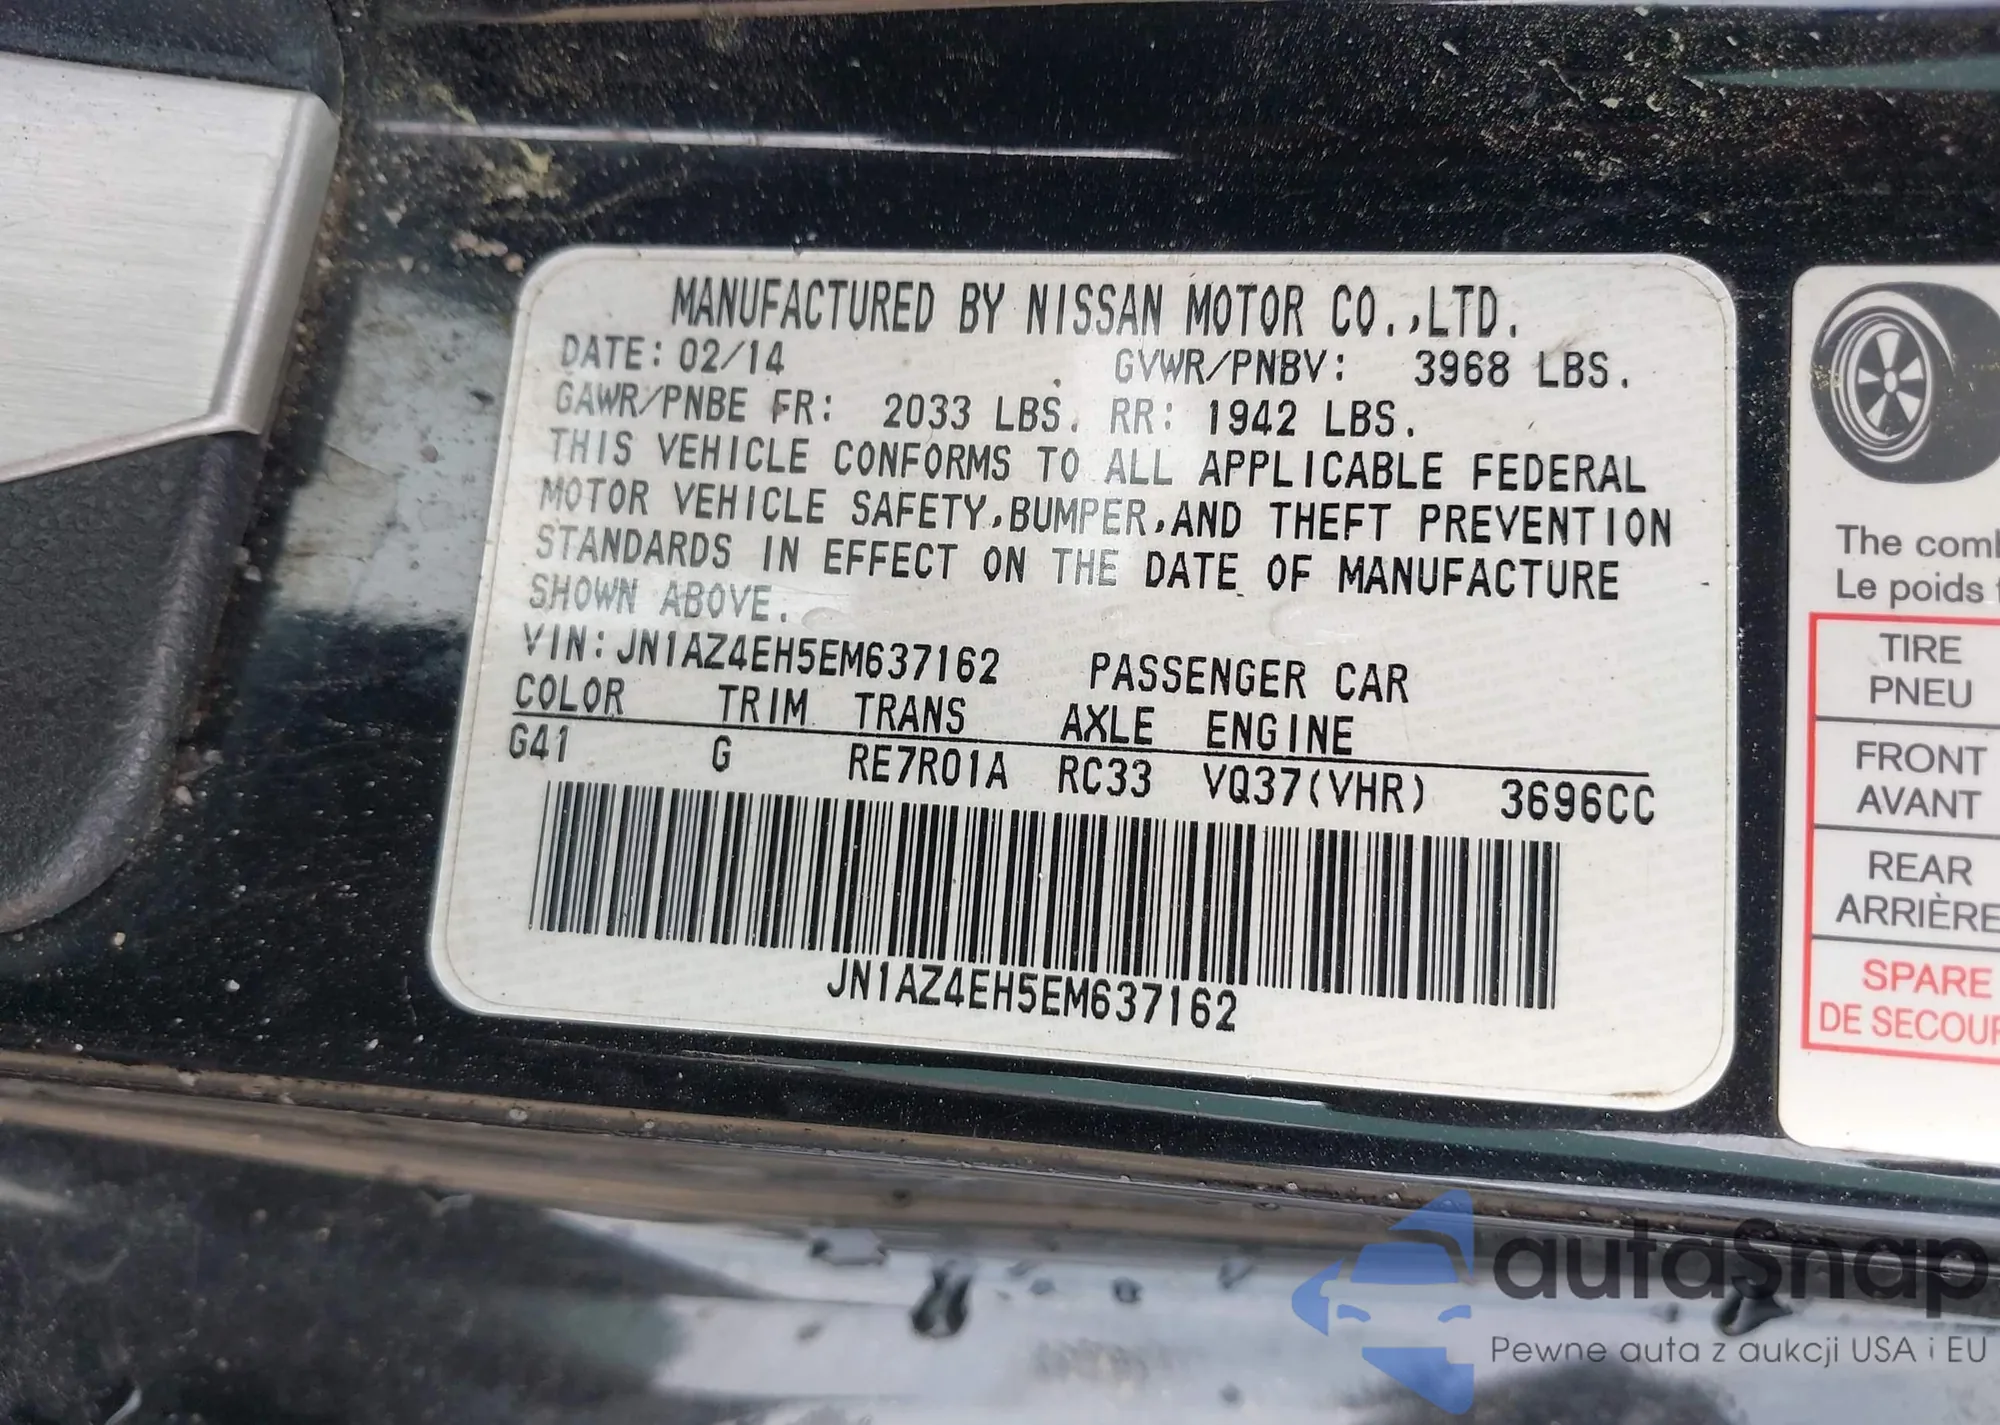 MANUFACTURED BY NISSAN MOTOR CO.,LTD.
DATE: 02/14 GVWR/PNBV: 3968 LBS.
GAWR/PNBE FR: 2033 LBS. RR: 1942 LBS.
THIS VEHICLE CONFORMS TO ALL APPLICABLE FEDERAL
MOTOR VEHICLE SAFETY,BUMPER,AND THEFT PREVENTION
STANDARDS IN EFFECT ON THE DATE OF MANUFACTURE
SHOWN ABOVE.
VIN: JN1AZ4EH5EM637162 PASSENGER CAR
COLOR TRIM TRANS AXLE ENGINE
G41 G RE7R01A RC33 VQ37(VHR) 3696CC
JN1AZ4EH5EM637162
The
Le poids
TIRE
PNEU
FRONT
AVANT
REAR
ARRIÈRE
SPARE
DE
autaSnap
Pewne auta z aukcji USA i EU